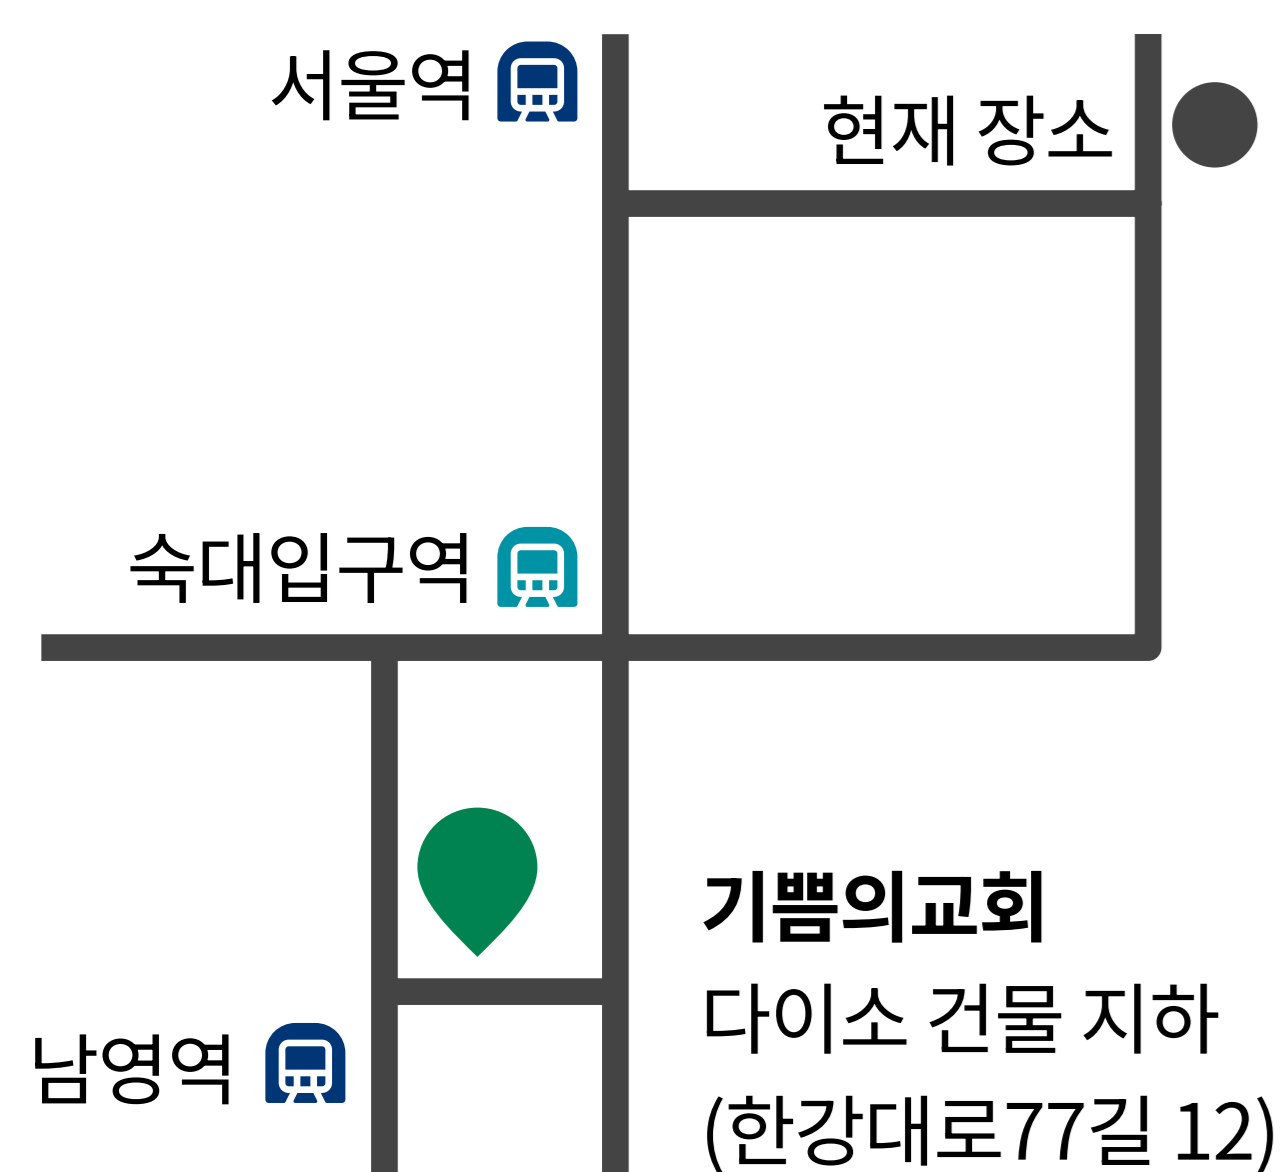 서울역
현재 장소
숙대입구역
기쁨의교회
다이소 건물 지하
남영역
(한강대로77길 12)